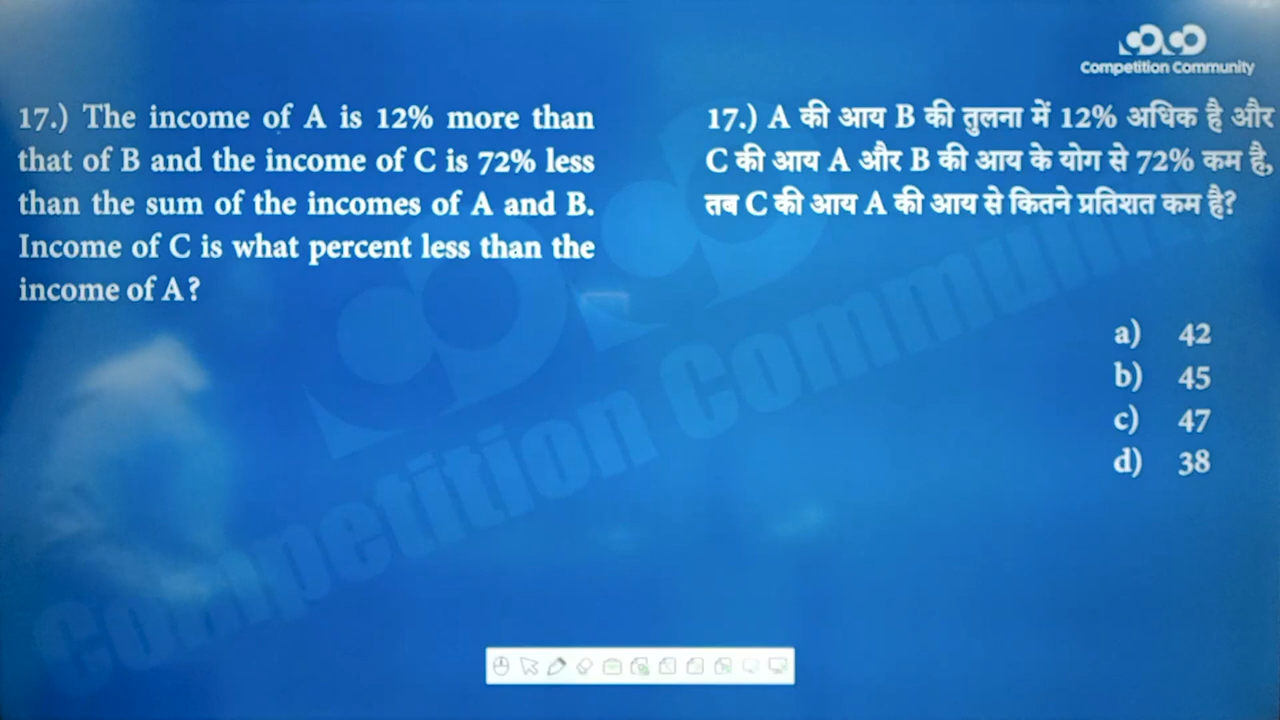 Competition Community
17.) The income of A is 12% more than
that of B and the income of C is 72% less
than the sum of the incomes of A and B.
Income of C is what percent less than the
income of A?
17.) A की आय B की तुलना में 12% अधिक है और
C की आय A और B की आय के योग से 72% कम है,
तब C की आय A की आय से कितने प्रतिशत कम है?
a) 42
b) 45
c) 47
d) 38
Competition Community